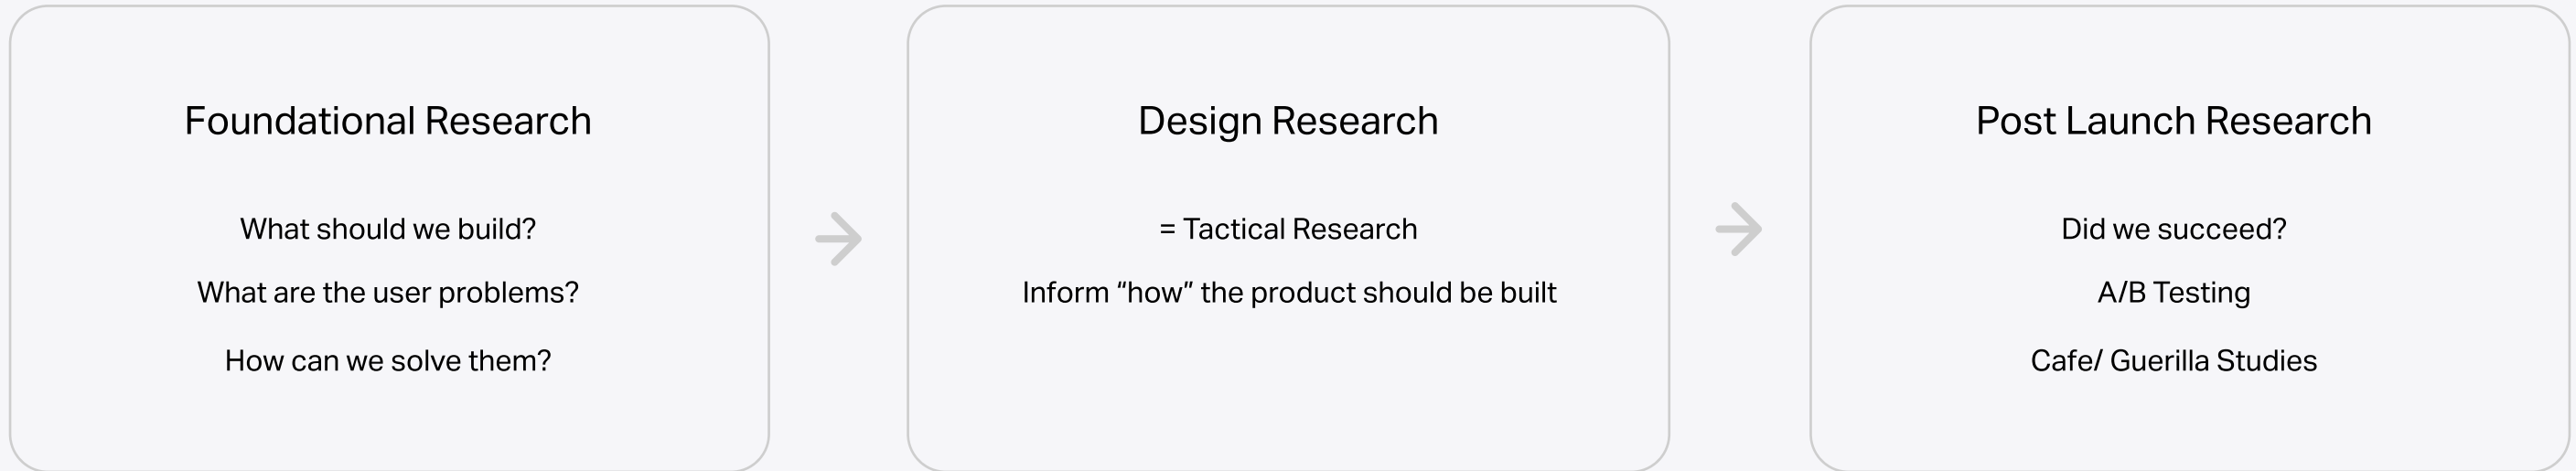 Foundational Research
What should we build?
What are the user problems?
How can we solve them?
Design Research
= Tactical Research
Inform “how” the product should be built
Post Launch Research
Did we succeed?
A/B Testing
Cafe/ Guerilla Studies